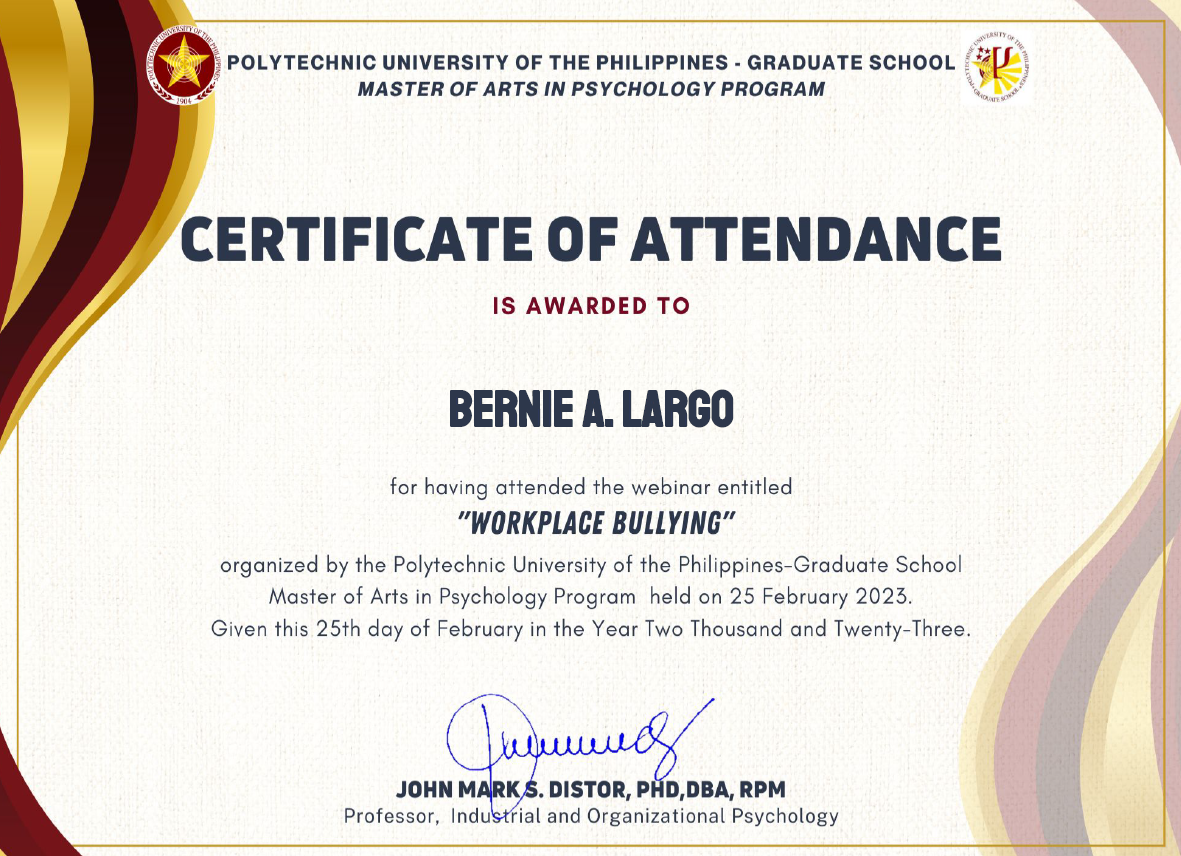 POLYTECHNIC UNIVERSITY OF THE PHILIPPINES - GRADUATE SCHOOL
MASTER OF ARTS IN PSYCHOLOGY PROGRAM
POLYTECHNIC UNIVERSITY OF THE PHILIPPINES
1904
POLYTECHNIC UNIVERSITY OF THE PHILIPPINES
GRADUATE SCHOOL
CERTIFICATE OF ATTENDANCE
IS AWARDED TO
BERNIE A. LARGO
for having attended the webinar entitled
"WORKPLACE BULLYING"
organized by the Polytechnic University of the Philippines-Graduate School
Master of Arts in Psychology Program held on 25 February 2023.
Given this 25th day of February in the Year Two Thousand and Twenty-Three.
JOHN MARK S. DISTOR, PHD,DBA, RPM
Professor, Industrial and Organizational Psychology